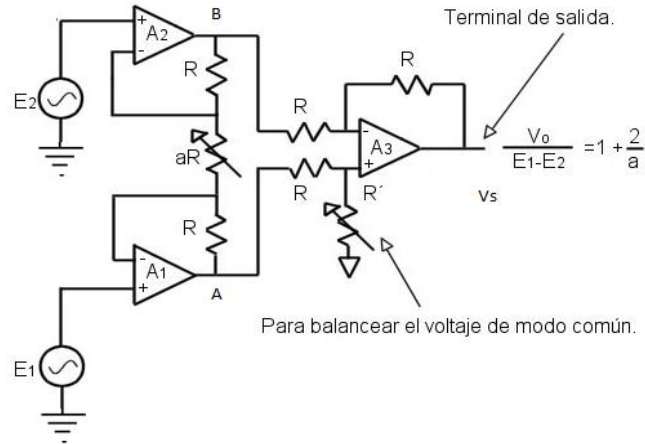 Terminal de salida.
B
A2
+
-
R
E2
aR
R
R
-
A3
+
R
R´
Vs
Vo
E1-E2
=1 + 2
a
R
-
A1
+
A
Para balancear el voltaje de modo común.
E1